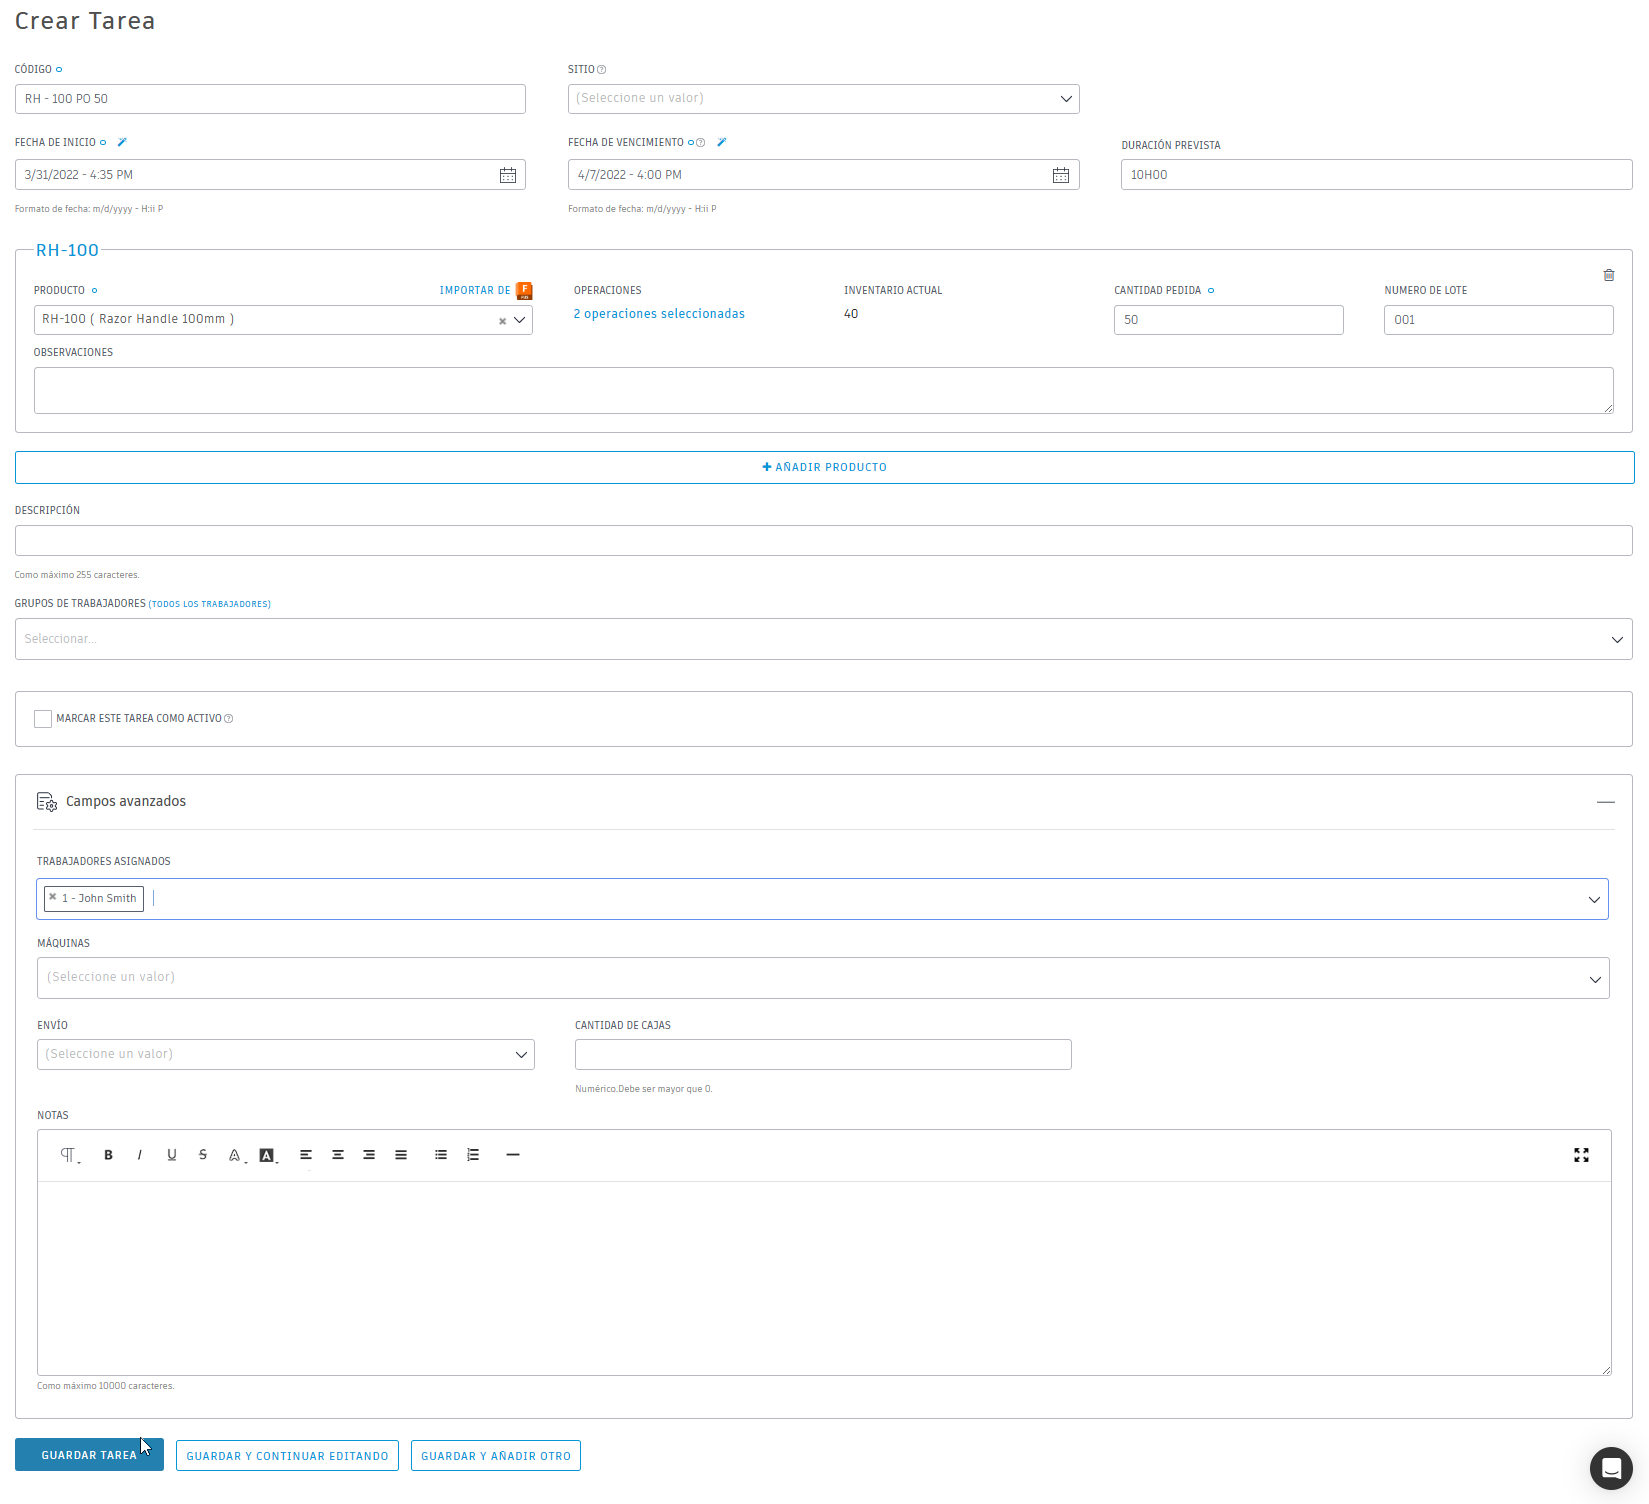 Crear Tarea
CÓDIGO
SITIO
RH - 100 PO 50
(Seleccione un valor)
FECHA DE INICIO
FECHA DE VENCIMIENTO
DURACIÓN PREVISTA
3/31/2022 - 4:35 PM
4/7/2022 - 4:00 PM
10H00
Formato de fecha: m/d/yyyy - H:ii P
Formato de fecha: m/d/yyyy - H:ii P
RH-100
PRODUCTO
IMPORTAR DE
OPERACIONES
INVENTARIO ACTUAL
CANTIDAD PEDIDA
NUMERO DE LOTE
RH-100 ( Razor Handle 100mm )
2 operaciones seleccionadas
40
50
001
OBSERVACIONES
AÑADIR PRODUCTO
DESCRIPCIÓN
Como máximo 255 caracteres.
GRUPOS DE TRABAJADORES (TODOS LOS TRABAJADORES)
Seleccionar...
MARCAR ESTE TAREA COMO ACTIVO
Campos avanzados
TRABAJADORES ASIGNADOS
1 - John Smith
MÁQUINAS
(Seleccione un valor)
ENVÍO
CANTIDAD DE CAJAS
(Seleccione un valor)
Numérico.Debe ser mayor que 0.
NOTAS
Como máximo 10000 caracteres.
GUARDAR TAREA
GUARDAR Y CONTINUAR EDITANDO
GUARDAR Y AÑADIR OTRO